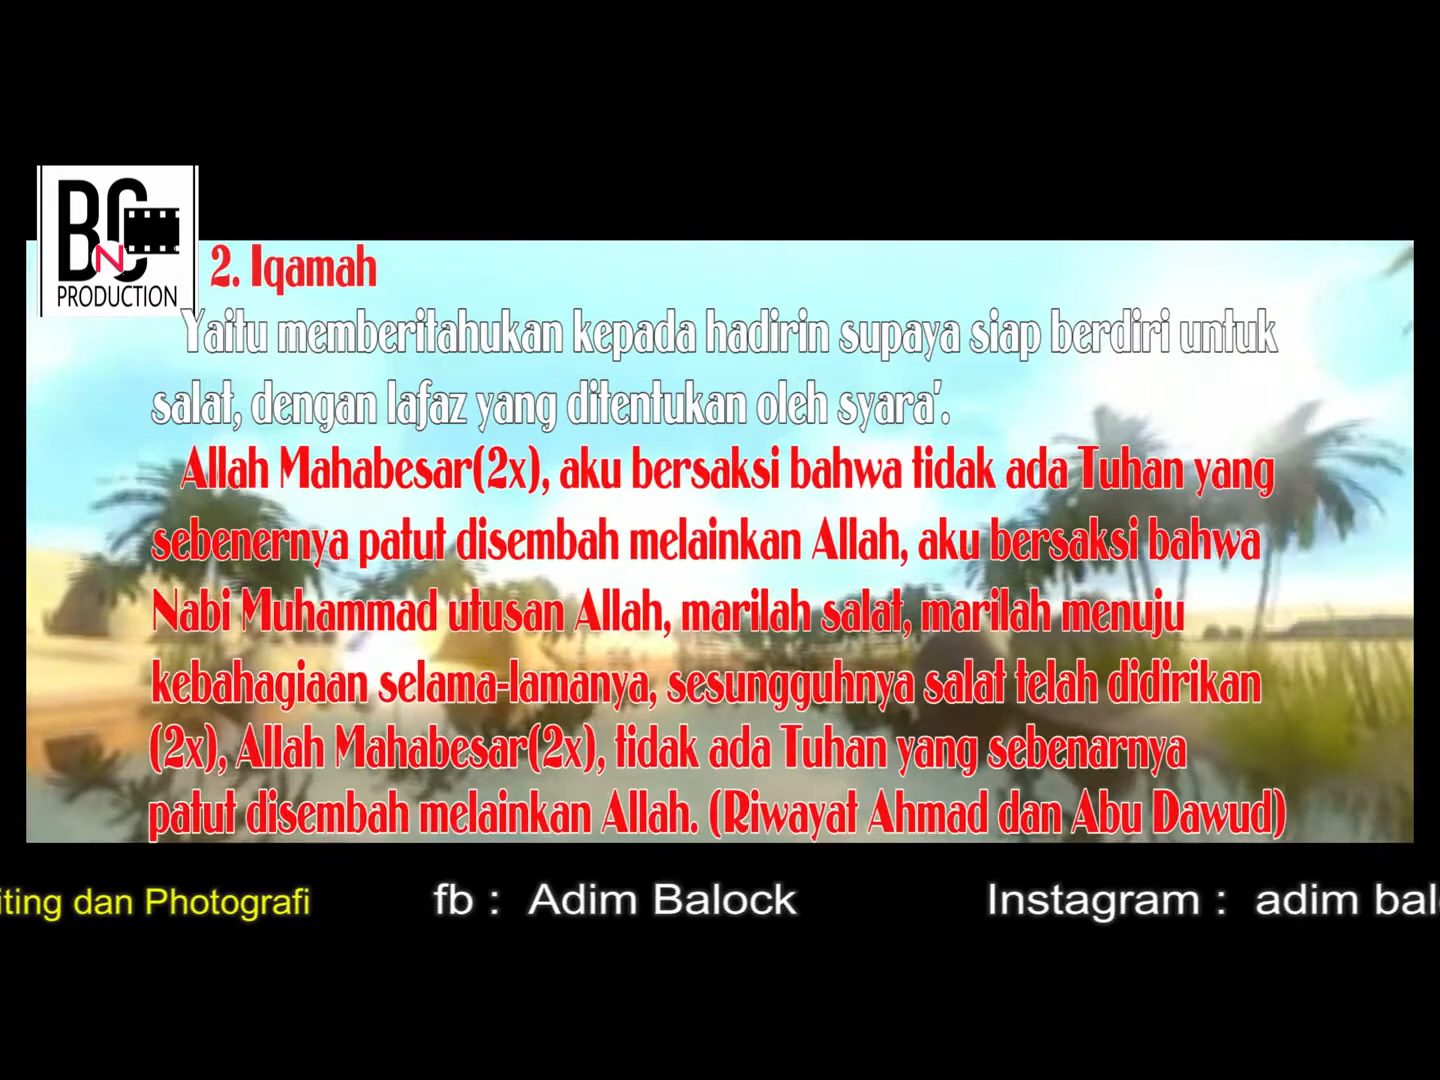 BNC
PRODUCTION
2. Iqamah
Yaitu memberitahukan kepada hadirin supaya siap berdiri untuk
salat, dengan lafaz yang ditentukan oleh syara'.
Allah Mahabesar(2x), aku bersaksi bahwa tidak ada Tuhan yang
sebenernya patut disembah melainkan Allah, aku bersaksi bahwa
Nabi Muhammad utusan Allah, marilah salat, marilah menuju
kebahagiaan selama-lamanya, sesungguhnya salat telah didirikan
(2x), Allah Mahabesar(2x), tidak ada Tuhan yang sebenarnya
patut disembah melainkan Allah. (Riwayat Ahmad dan Abu Dawud)
iting dan Photografi fb : Adim Balock Instagram : adim balo